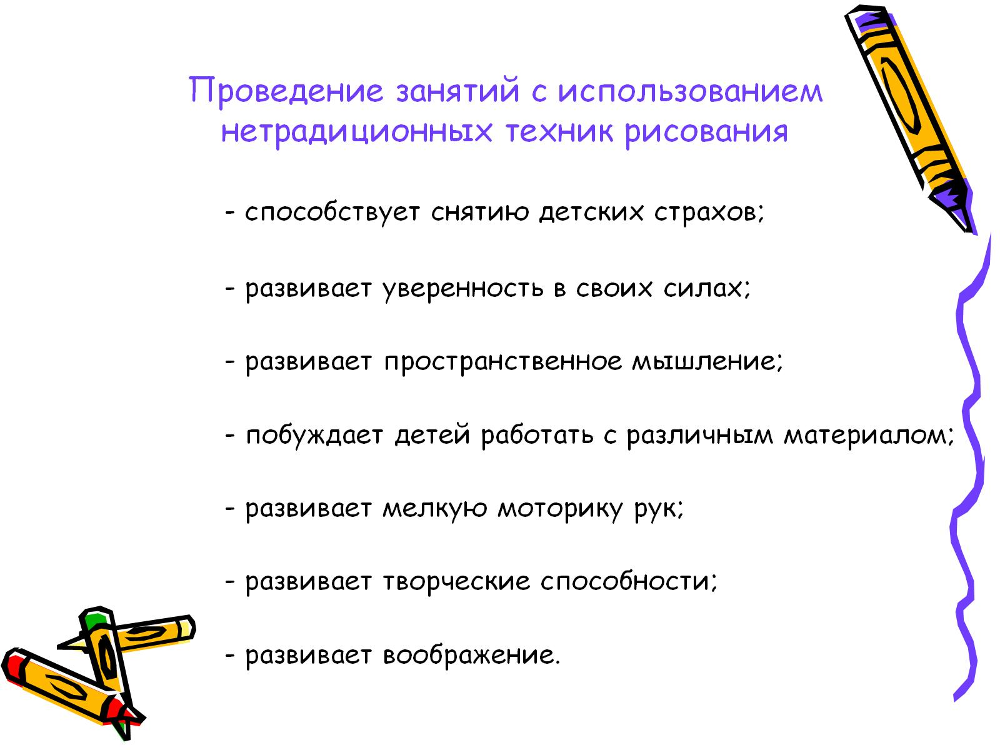 Проведение занятий с использованием
нетрадиционных техник рисования
- способствует снятию детских страхов;
- развивает уверенность в своих силах;
- развивает пространственное мышление;
- побуждает детей работать с различным материалом;
- развивает мелкую моторику рук;
- развивает творческие способности;
- развивает воображение.